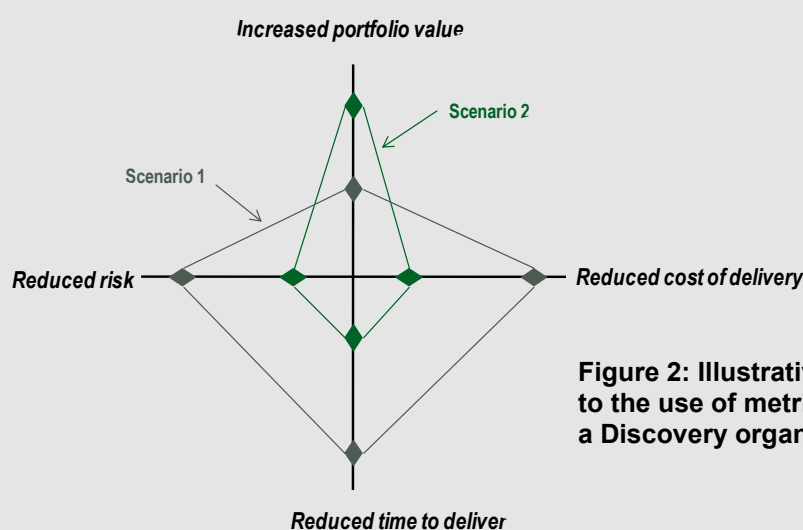 Increased portfolio value
Scenario 2
Scenario 1
Reduced risk
Reduced cost of delivery
Figure 2: Illustrati
to the use of metr
a Discovery organ
Reduced time to deliver